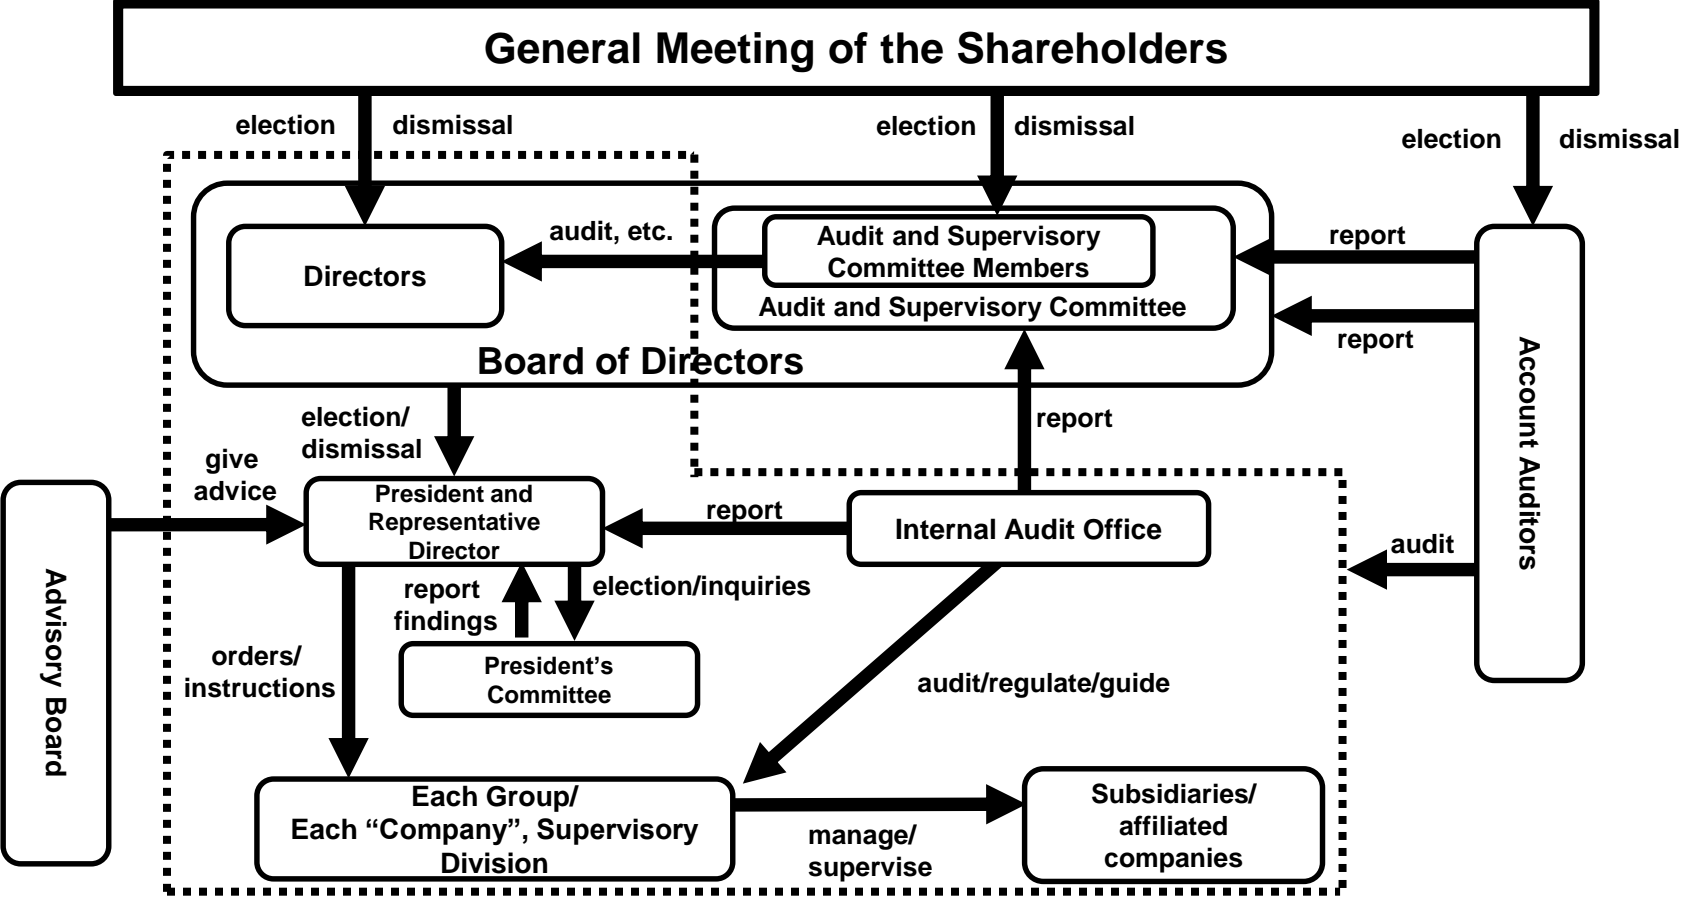 General Meeting of the Shareholders
election
dismissal
election
dismissal
election
dismissal
Directors
audit, etc.
Audit and Supervisory
Committee Members
Audit and Supervisory Committee
Board of Directors
report
report
Account Auditors
election/
dismissal
report
give
advice
Advisory Board
President and
Representative
Director
report
Internal Audit Office
audit
report
findings
election/inquiries
President’s
Committee
orders/
instructions
audit/regulate/guide
Each Group/
Each “Company”, Supervisory
Division
manage/
supervise
Subsidiaries/
affiliated
companies